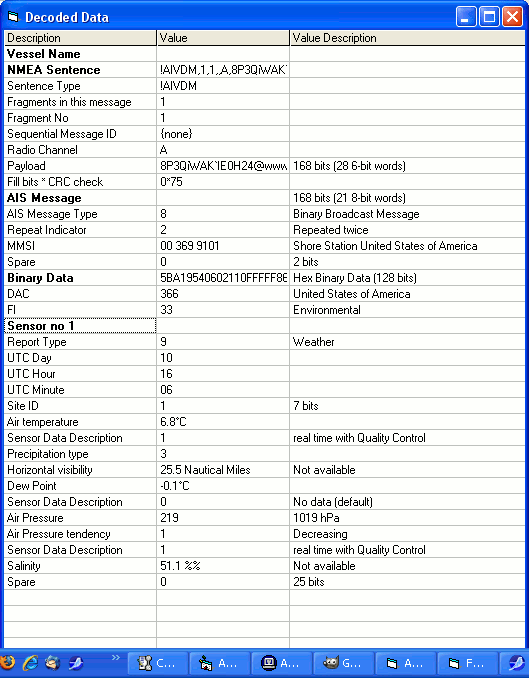 Decoded Data
Description Value Value Description
Vessel Name
NMEA Sentence !AIVDM,1,1,,A,8P3QiWAK`
Sentence Type !AIVDM
Fragments in this message 1
Fragment No 1
Sequential Message ID {none}
Radio Channel A
Payload 8P3QiWAK`IE0H24@www 168 bits (28 6-bit words)
Fill bits * CRC check 0*75
AIS Message 168 bits (21 8-bit words)
AIS Message Type 8 Binary Broadcast Message
Repeat Indicator 2 Repeated twice
MMSI 00 369 9101 Shore Station United States of America
Spare 0 2 bits
Binary Data 5BA19540602110FFFFF86 Hex Binary Data (128 bits)
DAC 366 United States of America
FI 33 Environmental
Sensor no 1
Report Type 9 Weather
UTC Day 10
UTC Hour 16
UTC Minute 06
Site ID 1 7 bits
Air temperature 6.8°C
Sensor Data Description 1 real time with Quality Control
Precipitation type 3
Horizontal visibility 25.5 Nautical Miles Not available
Dew Point -0.1°C
Sensor Data Description 0 No data (default)
Air Pressure 219 1019 hPa
Air Pressure tendency 1 Decreasing
Sensor Data Description 1 real time with Quality Control
Salinity 51.1 %% Not available
Spare 0 25 bits
» C... A... A... G... A... F...